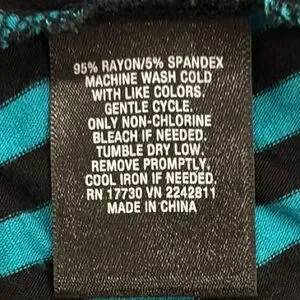 95% RAYON/5% SPANDEX
MACHINE WASH COLD
WITH LIKE COLORS.
GENTLE CYCLE.
ONLY NON-CHLORINE
BLEACH IF NEEDED.
TUMBLE DRY LOW.
REMOVE PROMPTLY.
COOL IRON IF NEEDED.
RN 17730 VN 2242811
MADE IN CHINA